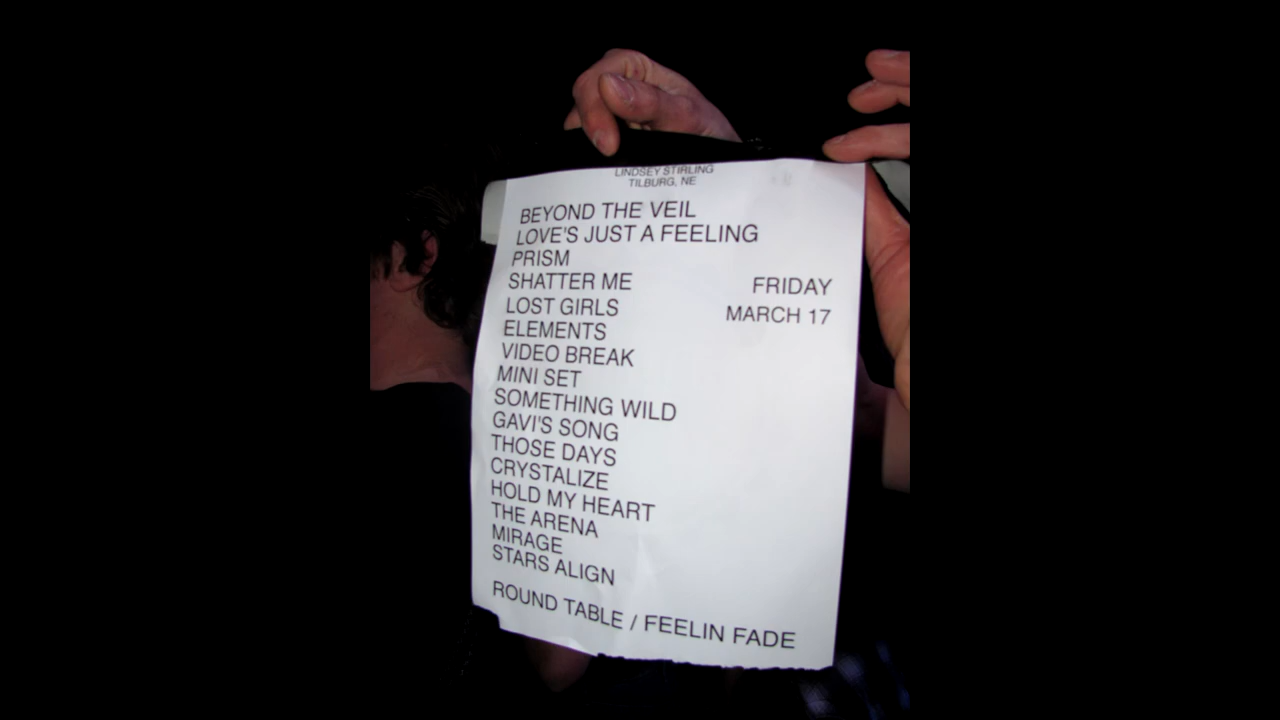 LINDSEY STIRLING
TILBURG, NE
BEYOND THE VEIL
LOVE'S JUST A FEELING
PRISM
SHATTER ME
FRIDAY
LOST GIRLS
MARCH 17
ELEMENTS
VIDEO BREAK
MINI SET
SOMETHING WILD
GAVI'S SONG
THOSE DAYS
CRYSTALIZE
HOLD MY HEART
THE ARENA
MIRAGE
STARS ALIGN
ROUND TABLE / FEELIN FADE